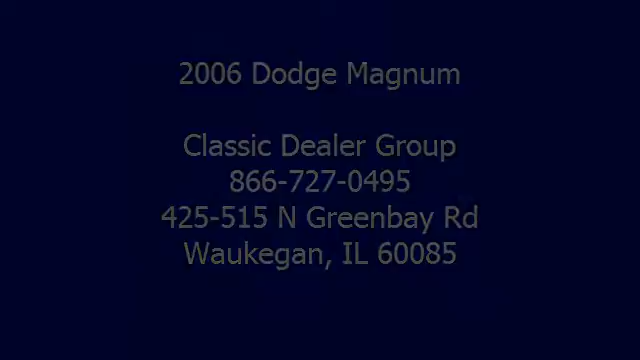 2006 Dodge Magnum
Classic Dealer Group
866-727-0495
425-515 N Greenbay Rd
Waukegan, IL 60085